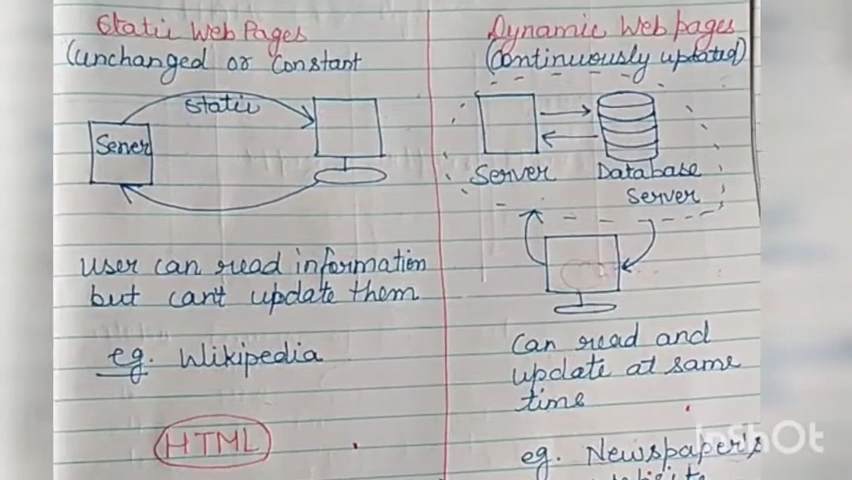 Static Web Pages
(unchanged or Constant
Static
Server
User can read information
but can't update them
eg. Wikipedia
HTML
Dynamic Web pages
(continuously updated)
Server
Database
Server
Can read and
update at same
time
eg. Newspaper's
InShOt